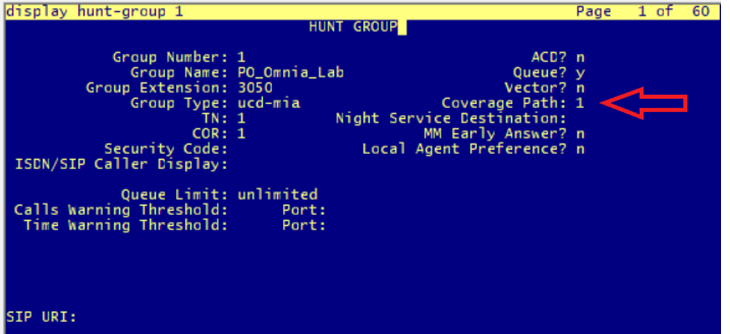 display hunt-group 1 Page 1 of 60
HUNT GROUP
Group Number: 1 ACD? n
Group Name: PO_Omnia_Lab Queue? y
Group Extension: 3050 Vector? n
Group Type: ucd-mia Coverage Path: 1
TN: 1 Night Service Destination:
COR: 1 MM Early Answer? n
Security Code: Local Agent Preference? n
ISDN/SIP Caller Display:
Queue Limit: unlimited
Calls Warning Threshold: Port:
Time Warning Threshold: Port:
SIP URI: